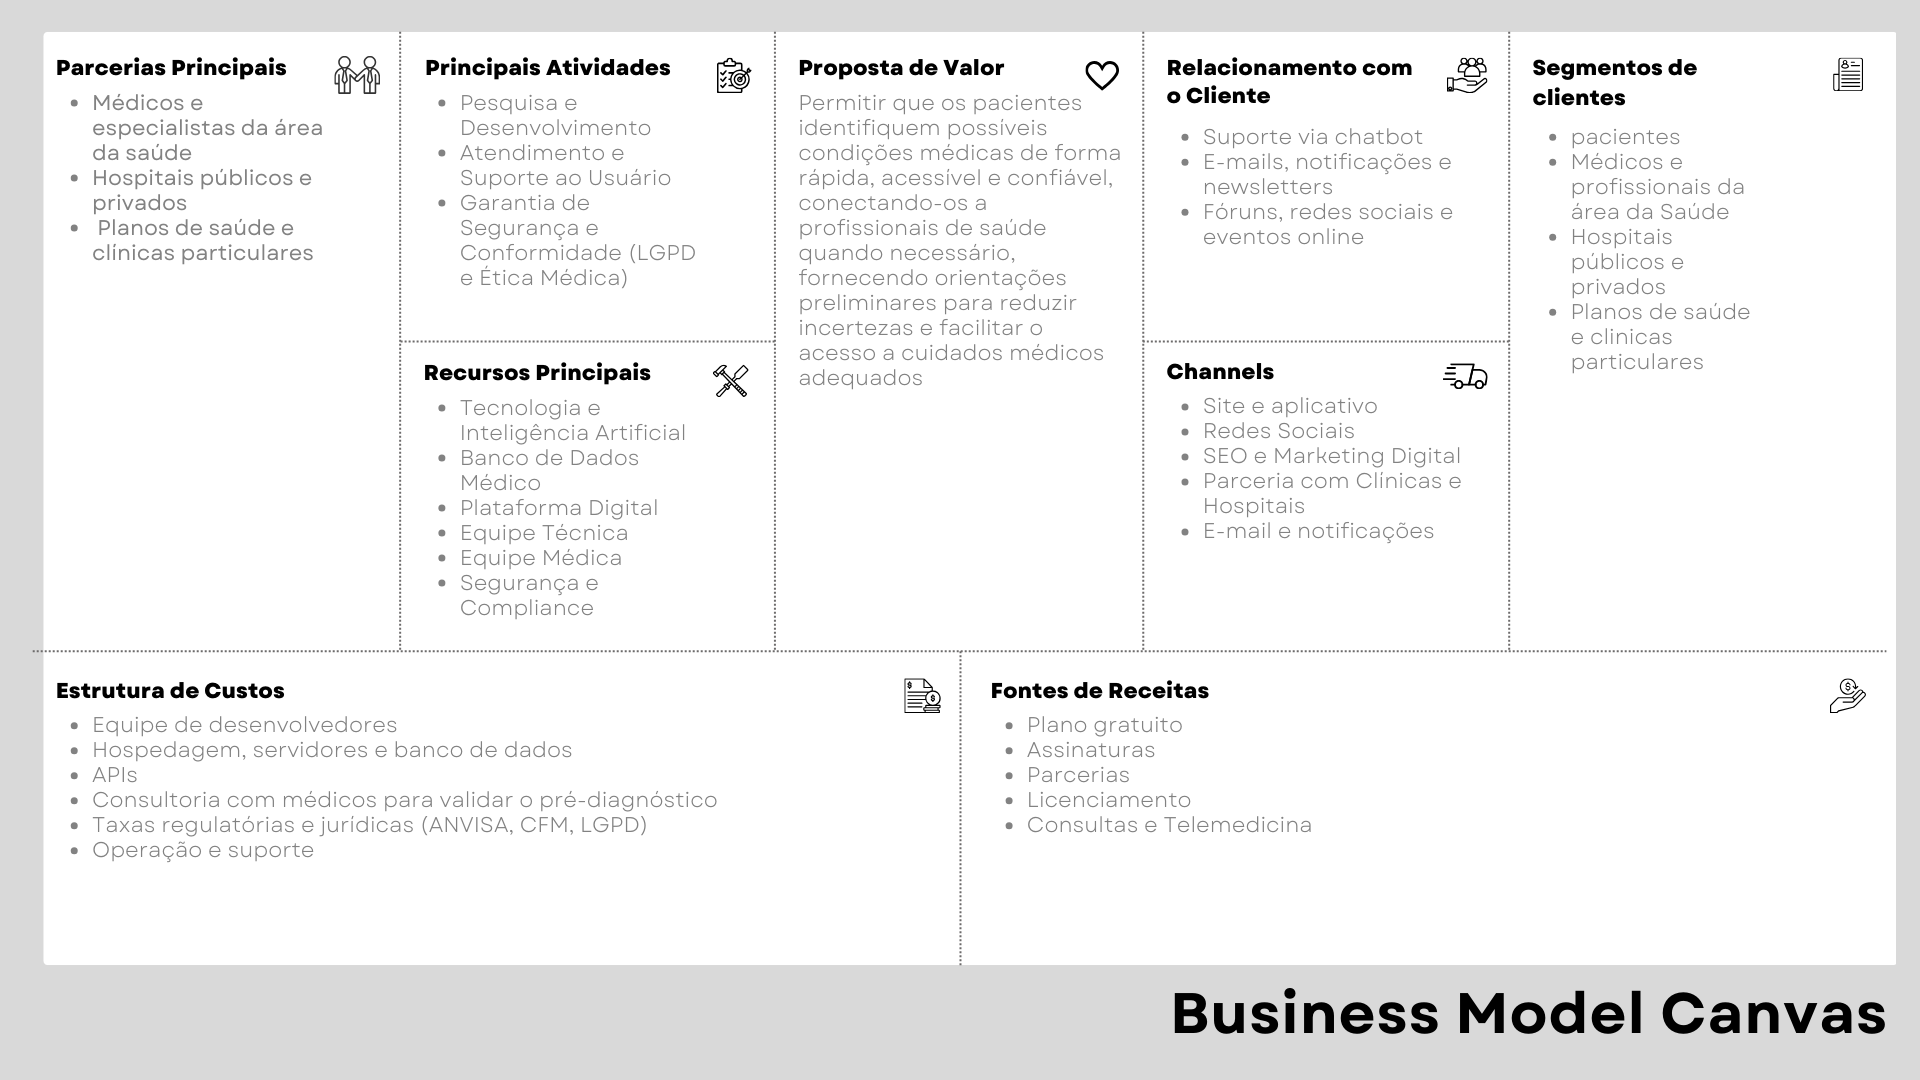 Parcerias Principais
• Médicos e
especialistas da área
da saúde
• Hospitais públicos e
privados
• Planos de saúde e
clínicas particulares
Principais Atividades
• Pesquisa e
Desenvolvimento
• Atendimento e
Suporte ao Usuário
• Garantia de
Segurança e
Conformidade (LGPD
e Ética Médica)
Recursos Principais
• Tecnologia e
Inteligência Artificial
• Banco de Dados
Médico
• Plataforma Digital
• Equipe Técnica
• Equipe Médica
• Segurança e
Compliance
Proposta de Valor
Permitir que os pacientes
identifiquem possíveis
condições médicas de forma
rápida, acessível e confiável,
conectando-os a
profissionais de saúde
quando necessário,
fornecendo orientações
preliminares para reduzir
incertezas e facilitar o
acesso a cuidados médicos
adequados
Relacionamento com
o Cliente
• Suporte via chatbot
• E-mails, notificações e
newsletters
• Fóruns, redes sociais e
eventos online
Channels
• Site e aplicativo
• Redes Sociais
• SEO e Marketing Digital
• Parceria com Clínicas e
Hospitais
• E-mail e notificações
Segmentos de
clientes
• pacientes
• Médicos e
profissionais da
área da Saúde
• Hospitais
públicos e
privados
• Planos de saúde
e clinicas
particulares
Estrutura de Custos
• Equipe de desenvolvedores
• Hospedagem, servidores e banco de dados
• APIs
• Consultoria com médicos para validar o pré-diagnóstico
• Taxas regulatórias e jurídicas (ANVISA, CFM, LGPD)
• Operação e suporte
Fontes de Receitas
• Plano gratuito
• Assinaturas
• Parcerias
• Licenciamento
• Consultas e Telemedicina
Business Model Canvas